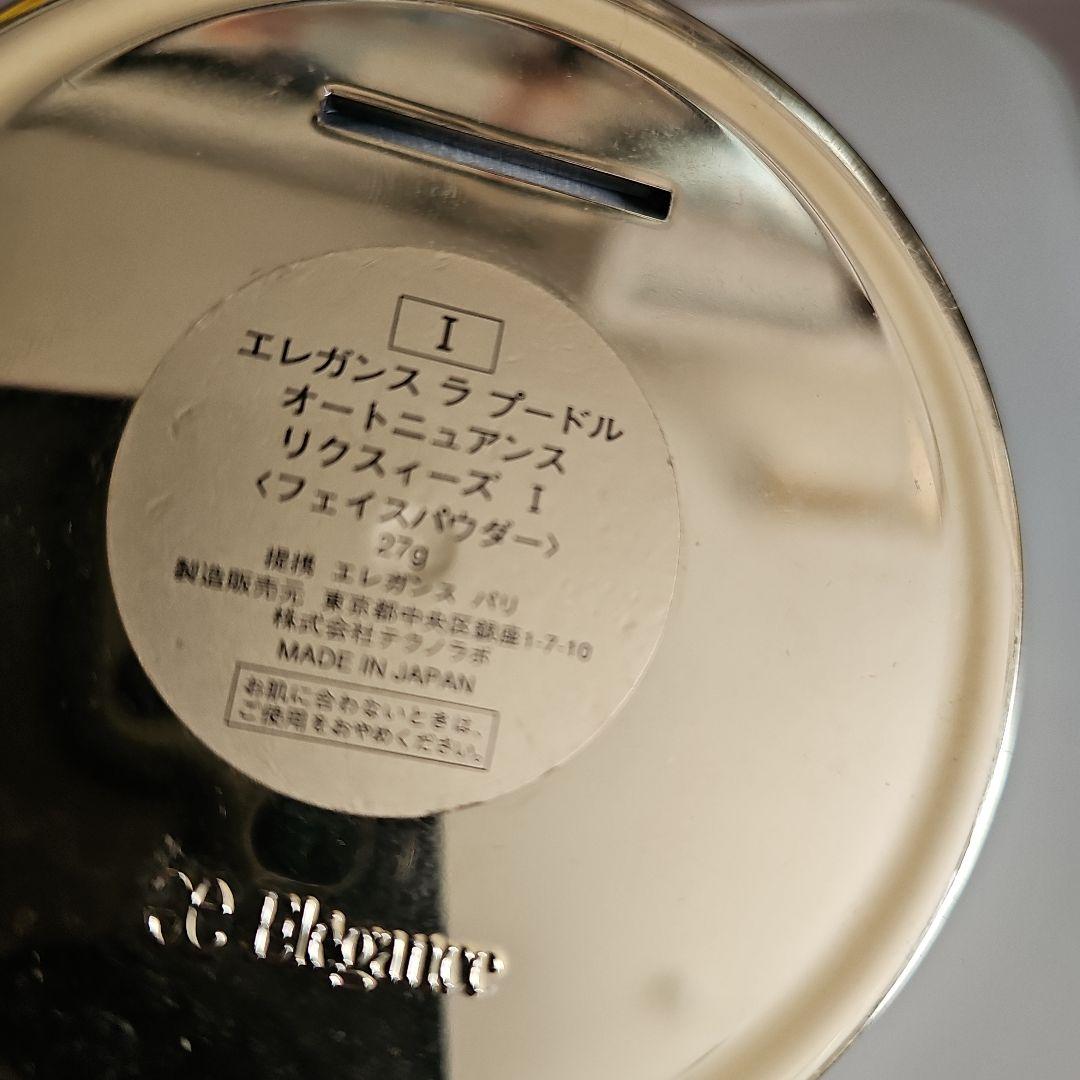 I
エレガンス ラ プードル
オートニュアンス
リクスィーズ I
〈フェイスパウダー〉
27g
提携 エレガンス パリ
製造販売元 東京都中央区銀座1-7-10
株式会社テクノラボ
MADE IN JAPAN
お肌に合わないときは、
ご使用をおやめください。
Elégance